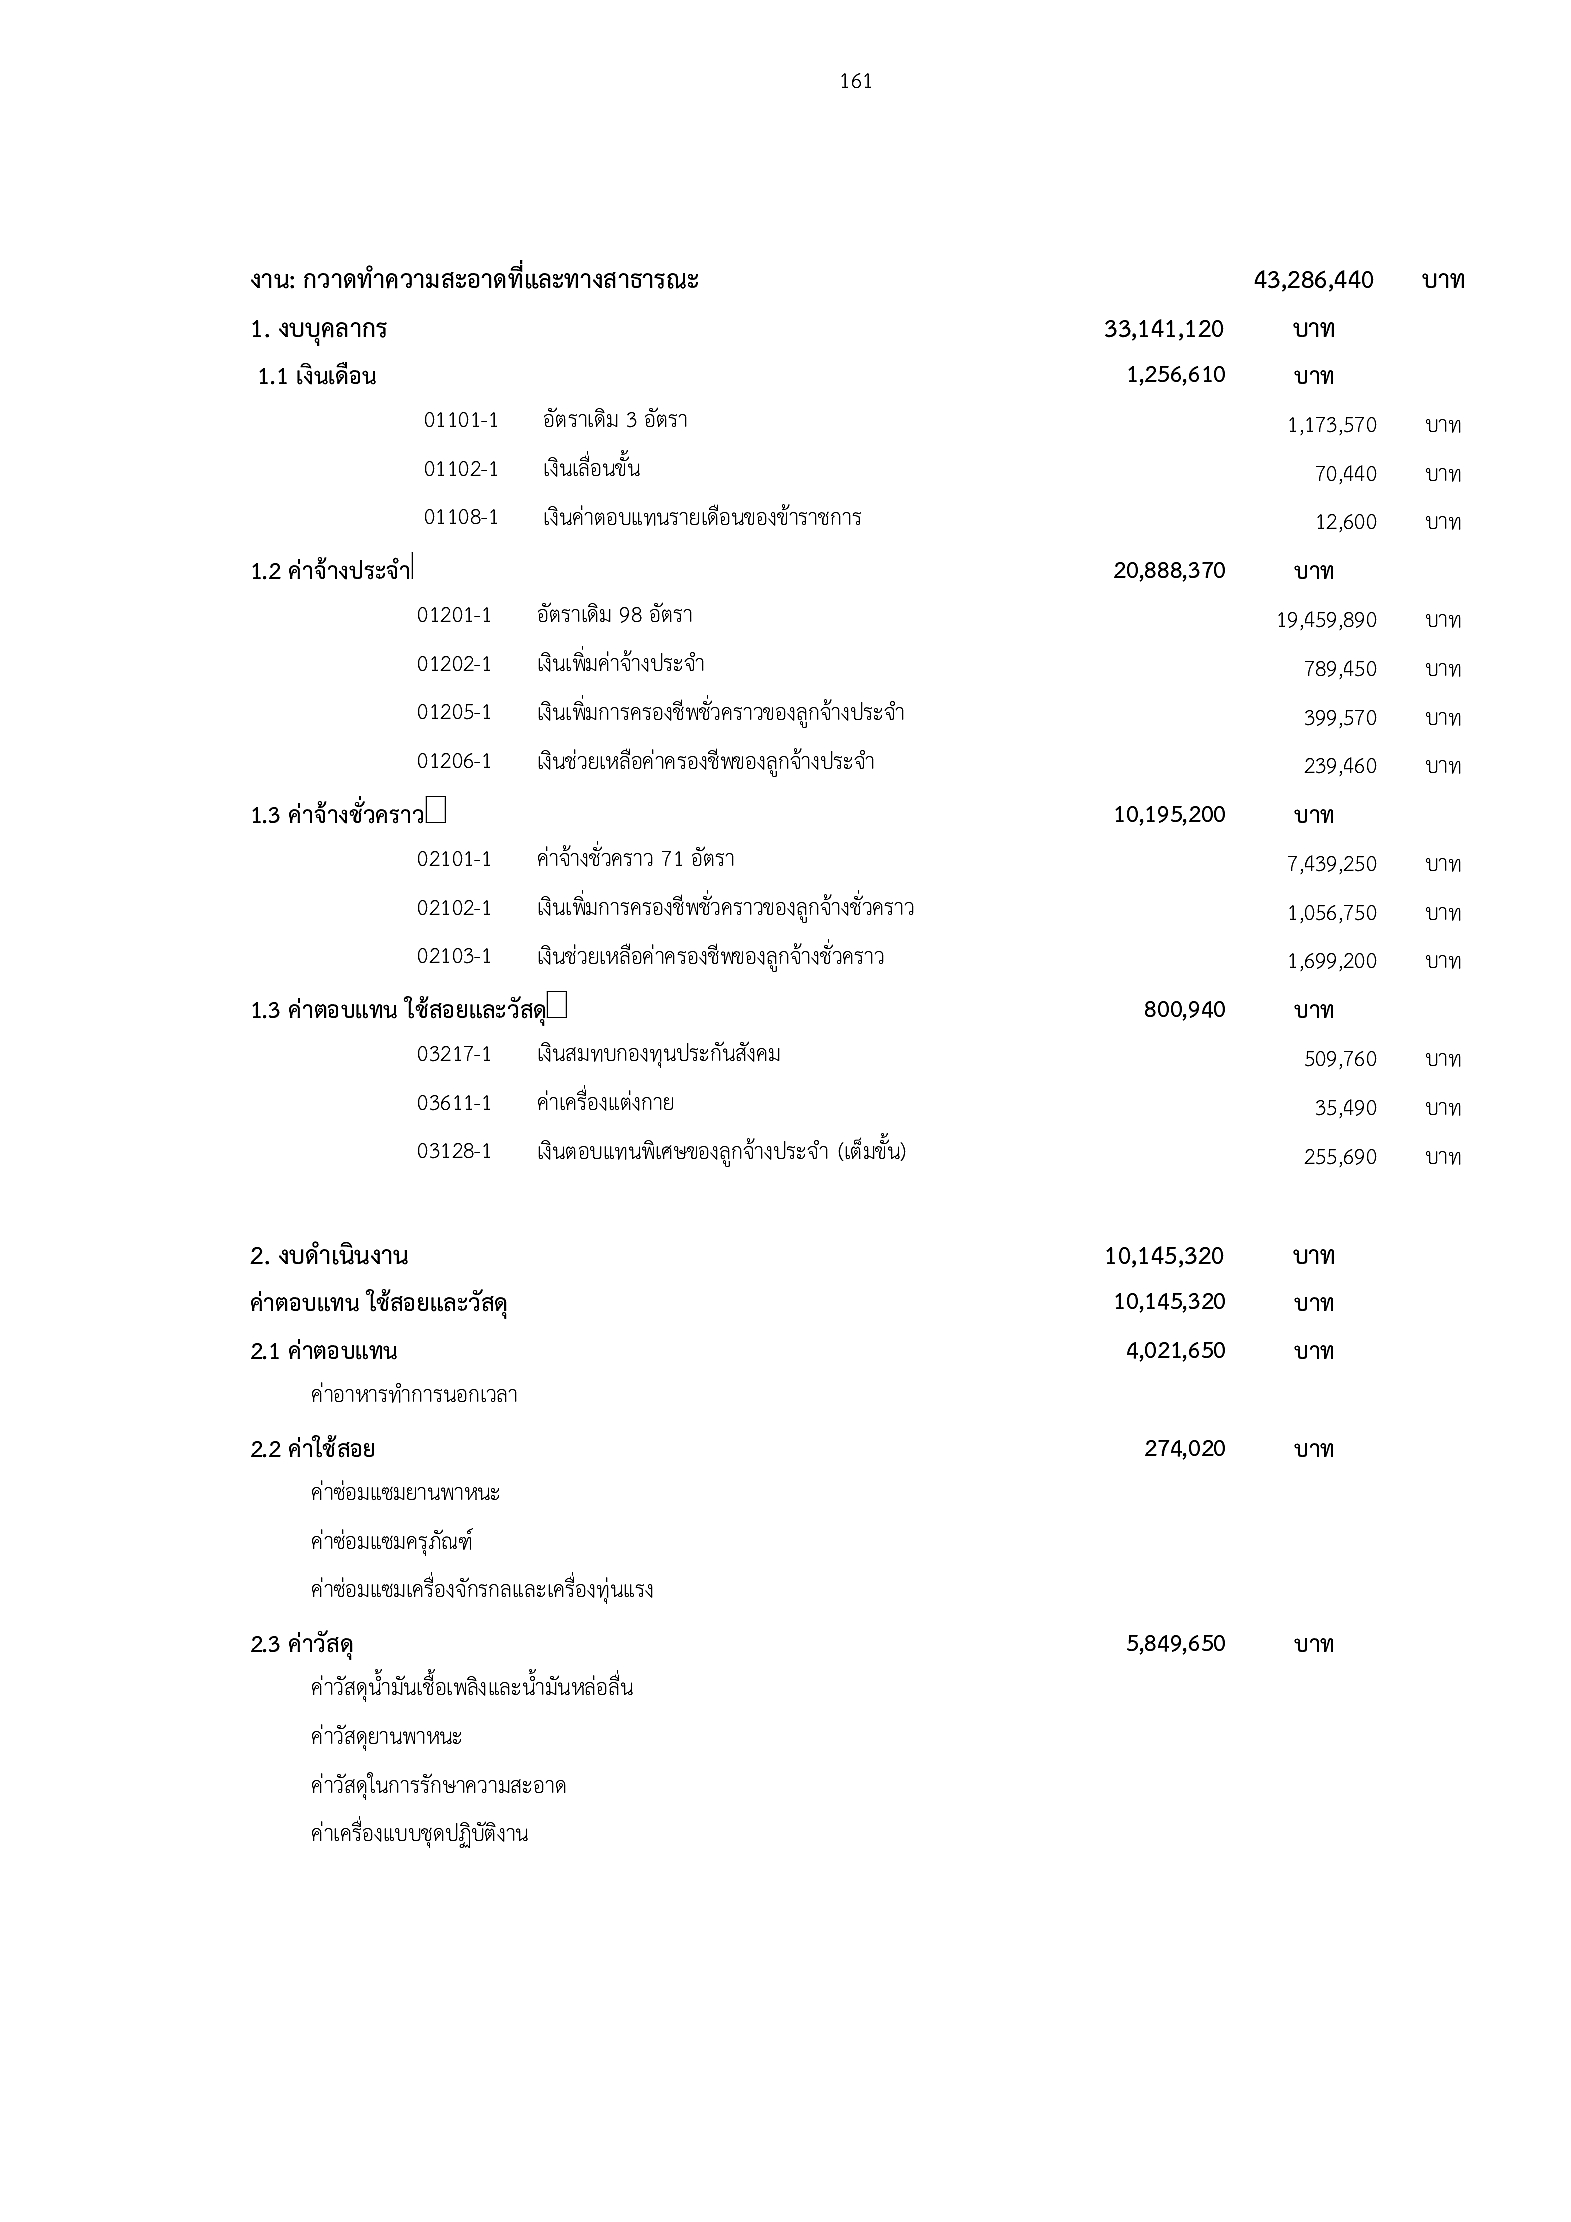 161
งาน: กวาดทำความสะอาดที่และทางสาธารณะ 43,286,440 บาท
1. งบบุคลากร 33,141,120 บาท
1.1 เงินเดือน 1,256,610 บาท
01101-1 อัตราเดิม 3 อัตรา 1,173,570 บาท
01102-1 เงินเลื่อนขั้น 70,440 บาท
01108-1 เงินค่าตอบแทนรายเดือนของข้าราชการ 12,600 บาท
1.2 ค่าจ้างประจำ 20,888,370 บาท
01201-1 อัตราเดิม 98 อัตรา 19,459,890 บาท
01202-1 เงินเพิ่มค่าจ้างประจำ 789,450 บาท
01205-1 เงินเพิ่มการครองชีพชั่วคราวของลูกจ้างประจำ 399,570 บาท
01206-1 เงินช่วยเหลือค่าครองชีพของลูกจ้างประจำ 239,460 บาท
1.3 ค่าจ้างชั่วคราว 10,195,200 บาท
02101-1 ค่าจ้างชั่วคราว 71 อัตรา 7,439,250 บาท
02102-1 เงินเพิ่มการครองชีพชั่วคราวของลูกจ้างชั่วคราว 1,056,750 บาท
02103-1 เงินช่วยเหลือค่าครองชีพของลูกจ้างชั่วคราว 1,699,200 บาท
1.3 ค่าตอบแทน ใช้สอยและวัสดุ 800,940 บาท
03217-1 เงินสมทบกองทุนประกันสังคม 509,760 บาท
03611-1 ค่าเครื่องแต่งกาย 35,490 บาท
03128-1 เงินตอบแทนพิเศษของลูกจ้างประจำ (เต็มขั้น) 255,690 บาท
2. งบดำเนินงาน 10,145,320 บาท
ค่าตอบแทน ใช้สอยและวัสดุ 10,145,320 บาท
2.1 ค่าตอบแทน 4,021,650 บาท
ค่าอาหารทำการนอกเวลา
2.2 ค่าใช้สอย 274,020 บาท
ค่าซ่อมแซมยานพาหนะ
ค่าซ่อมแซมครุภัณฑ์
ค่าซ่อมแซมเครื่องจักรกลและเครื่องทุ่นแรง
2.3 ค่าวัสดุ 5,849,650 บาท
ค่าวัสดุน้ำมันเชื้อเพลิงและน้ำมันหล่อลื่น
ค่าวัสดุยานพาหนะ
ค่าวัสดุในการรักษาความสะอาด
ค่าเครื่องแบบชุดปฏิบัติงาน